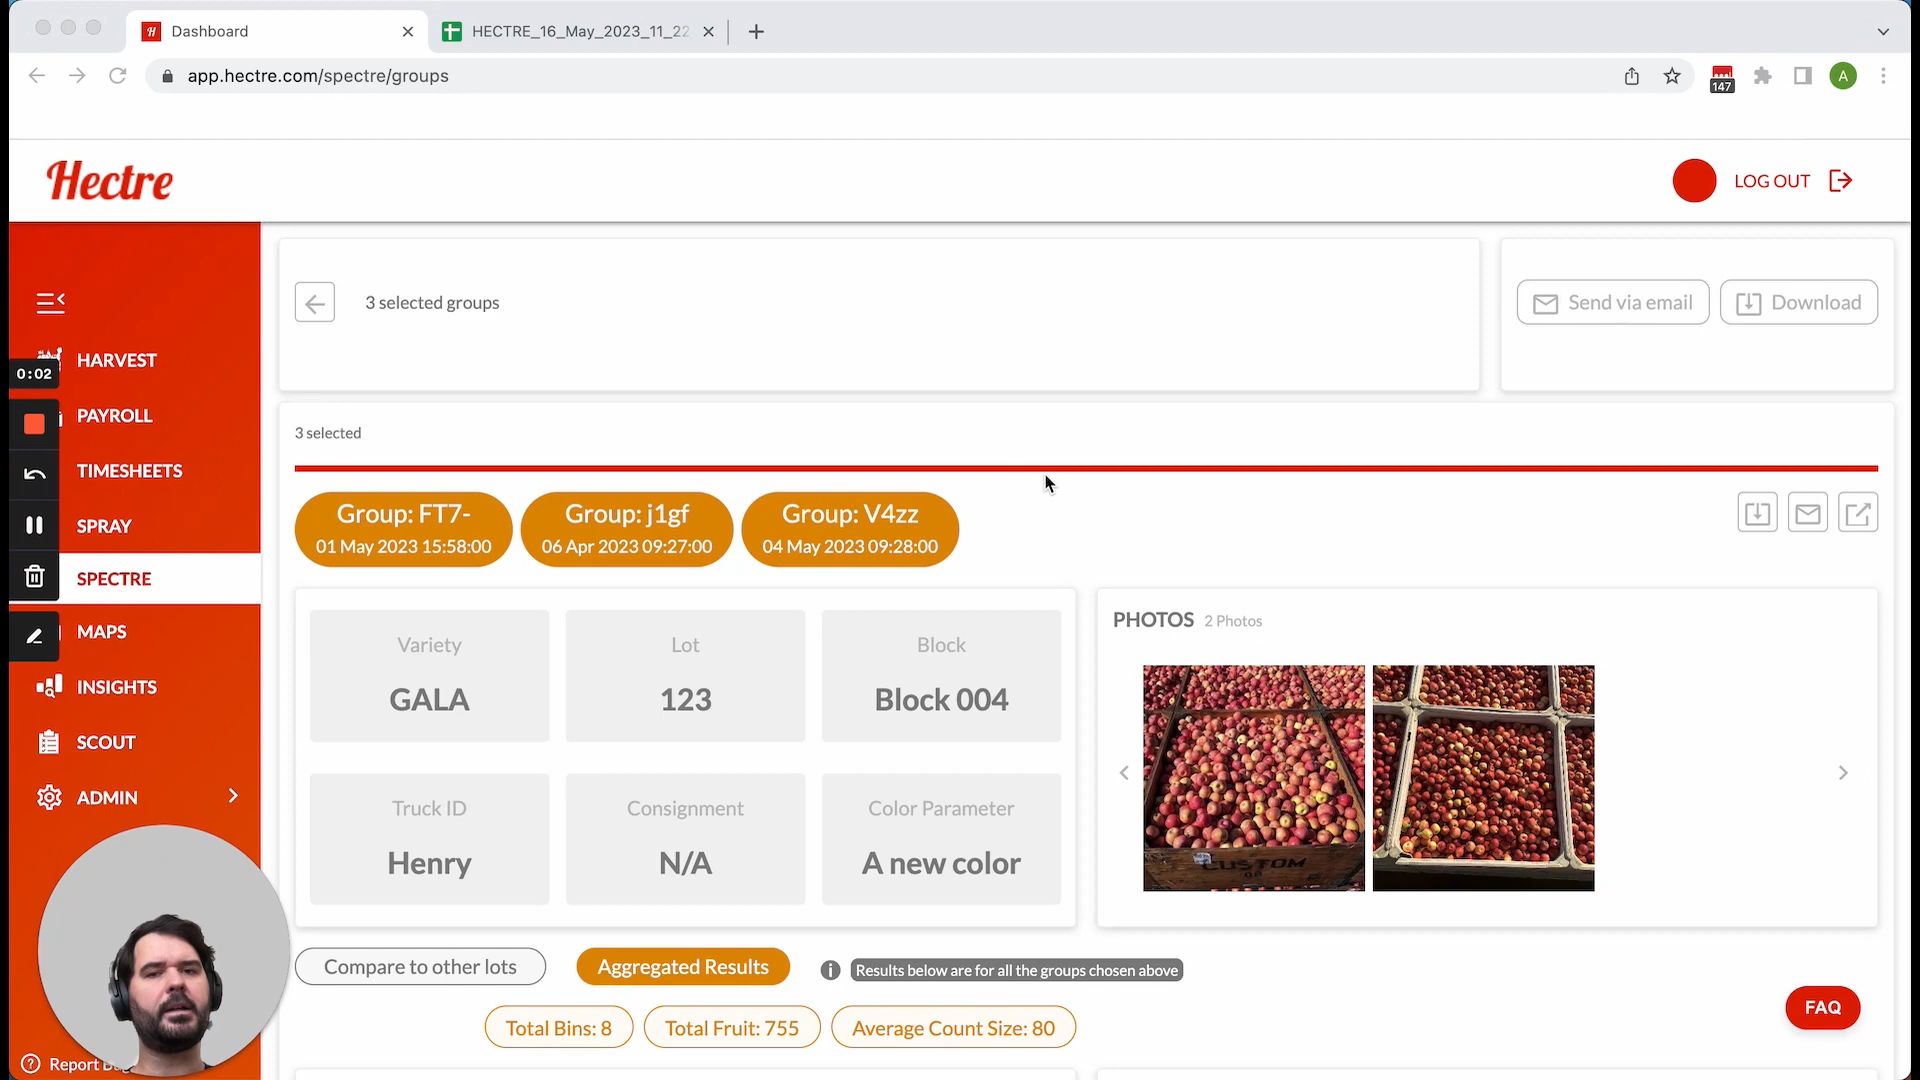 Dashboard
HECTRE_16_May_2023_11_22
app.hectre.com/spectre/groups
147
A
Hectre
LOG OUT
3 selected groups
Send via email
Download
HARVEST
0:02
PAYROLL
TIMESHEETS
SPRAY
SPECTRE
MAPS
INSIGHTS
SCOUT
ADMIN
3 selected
Group: FT7-
01 May 2023 15:58:00
Group: j1gf
06 Apr 2023 09:27:00
Group: V4zz
04 May 2023 09:28:00
Variety
GALA
Lot
123
Block
Block 004
Truck ID
Henry
Consignment
N/A
Color Parameter
A new color
PHOTOS 2 Photos
CUSTOM
Compare to other lots
Aggregated Results
Results below are for all the groups chosen above
Total Bins: 8
Total Fruit: 755
Average Count Size: 80
FAQ
Report